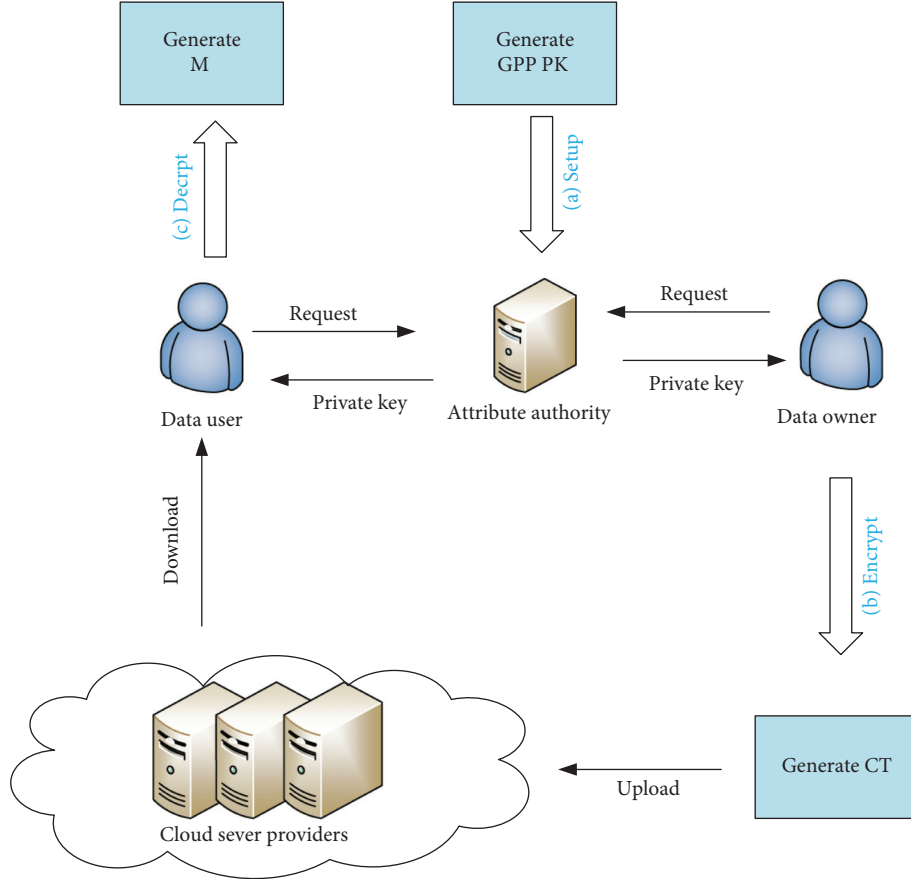 Generate
M
Generate
GPP PK
(c) Decrpt
(a) Setup
Request
Request
Private key
Private key
Data user
Attribute authority
Data owner
Download
(b) Encrypt
Generate CT
Upload
Cloud sever providers